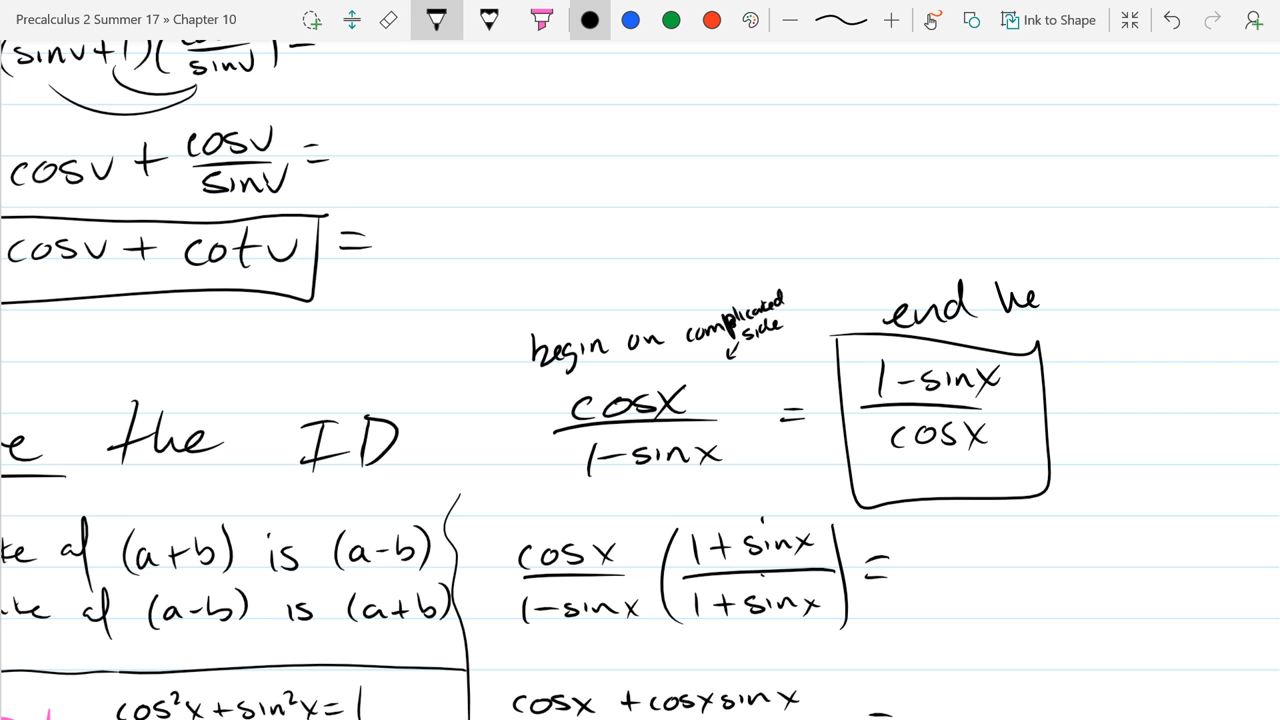 Precalculus 2 Summer 17 » Chapter 10
Ink to Shape
(sinv+1)( /sinv) =
cosv + cosv/sinv =
cosv + cotv =
end he
begin on complicated side
cosx/1-sinx = 1-sinx/cosx
the ID
of (a+b) is (a-b)
of (a-b) is (a+b)
cosx/1-sinx (1+sinx/1+sinx) =
cos²x+sin²x=1
cosx + cosxsinx =